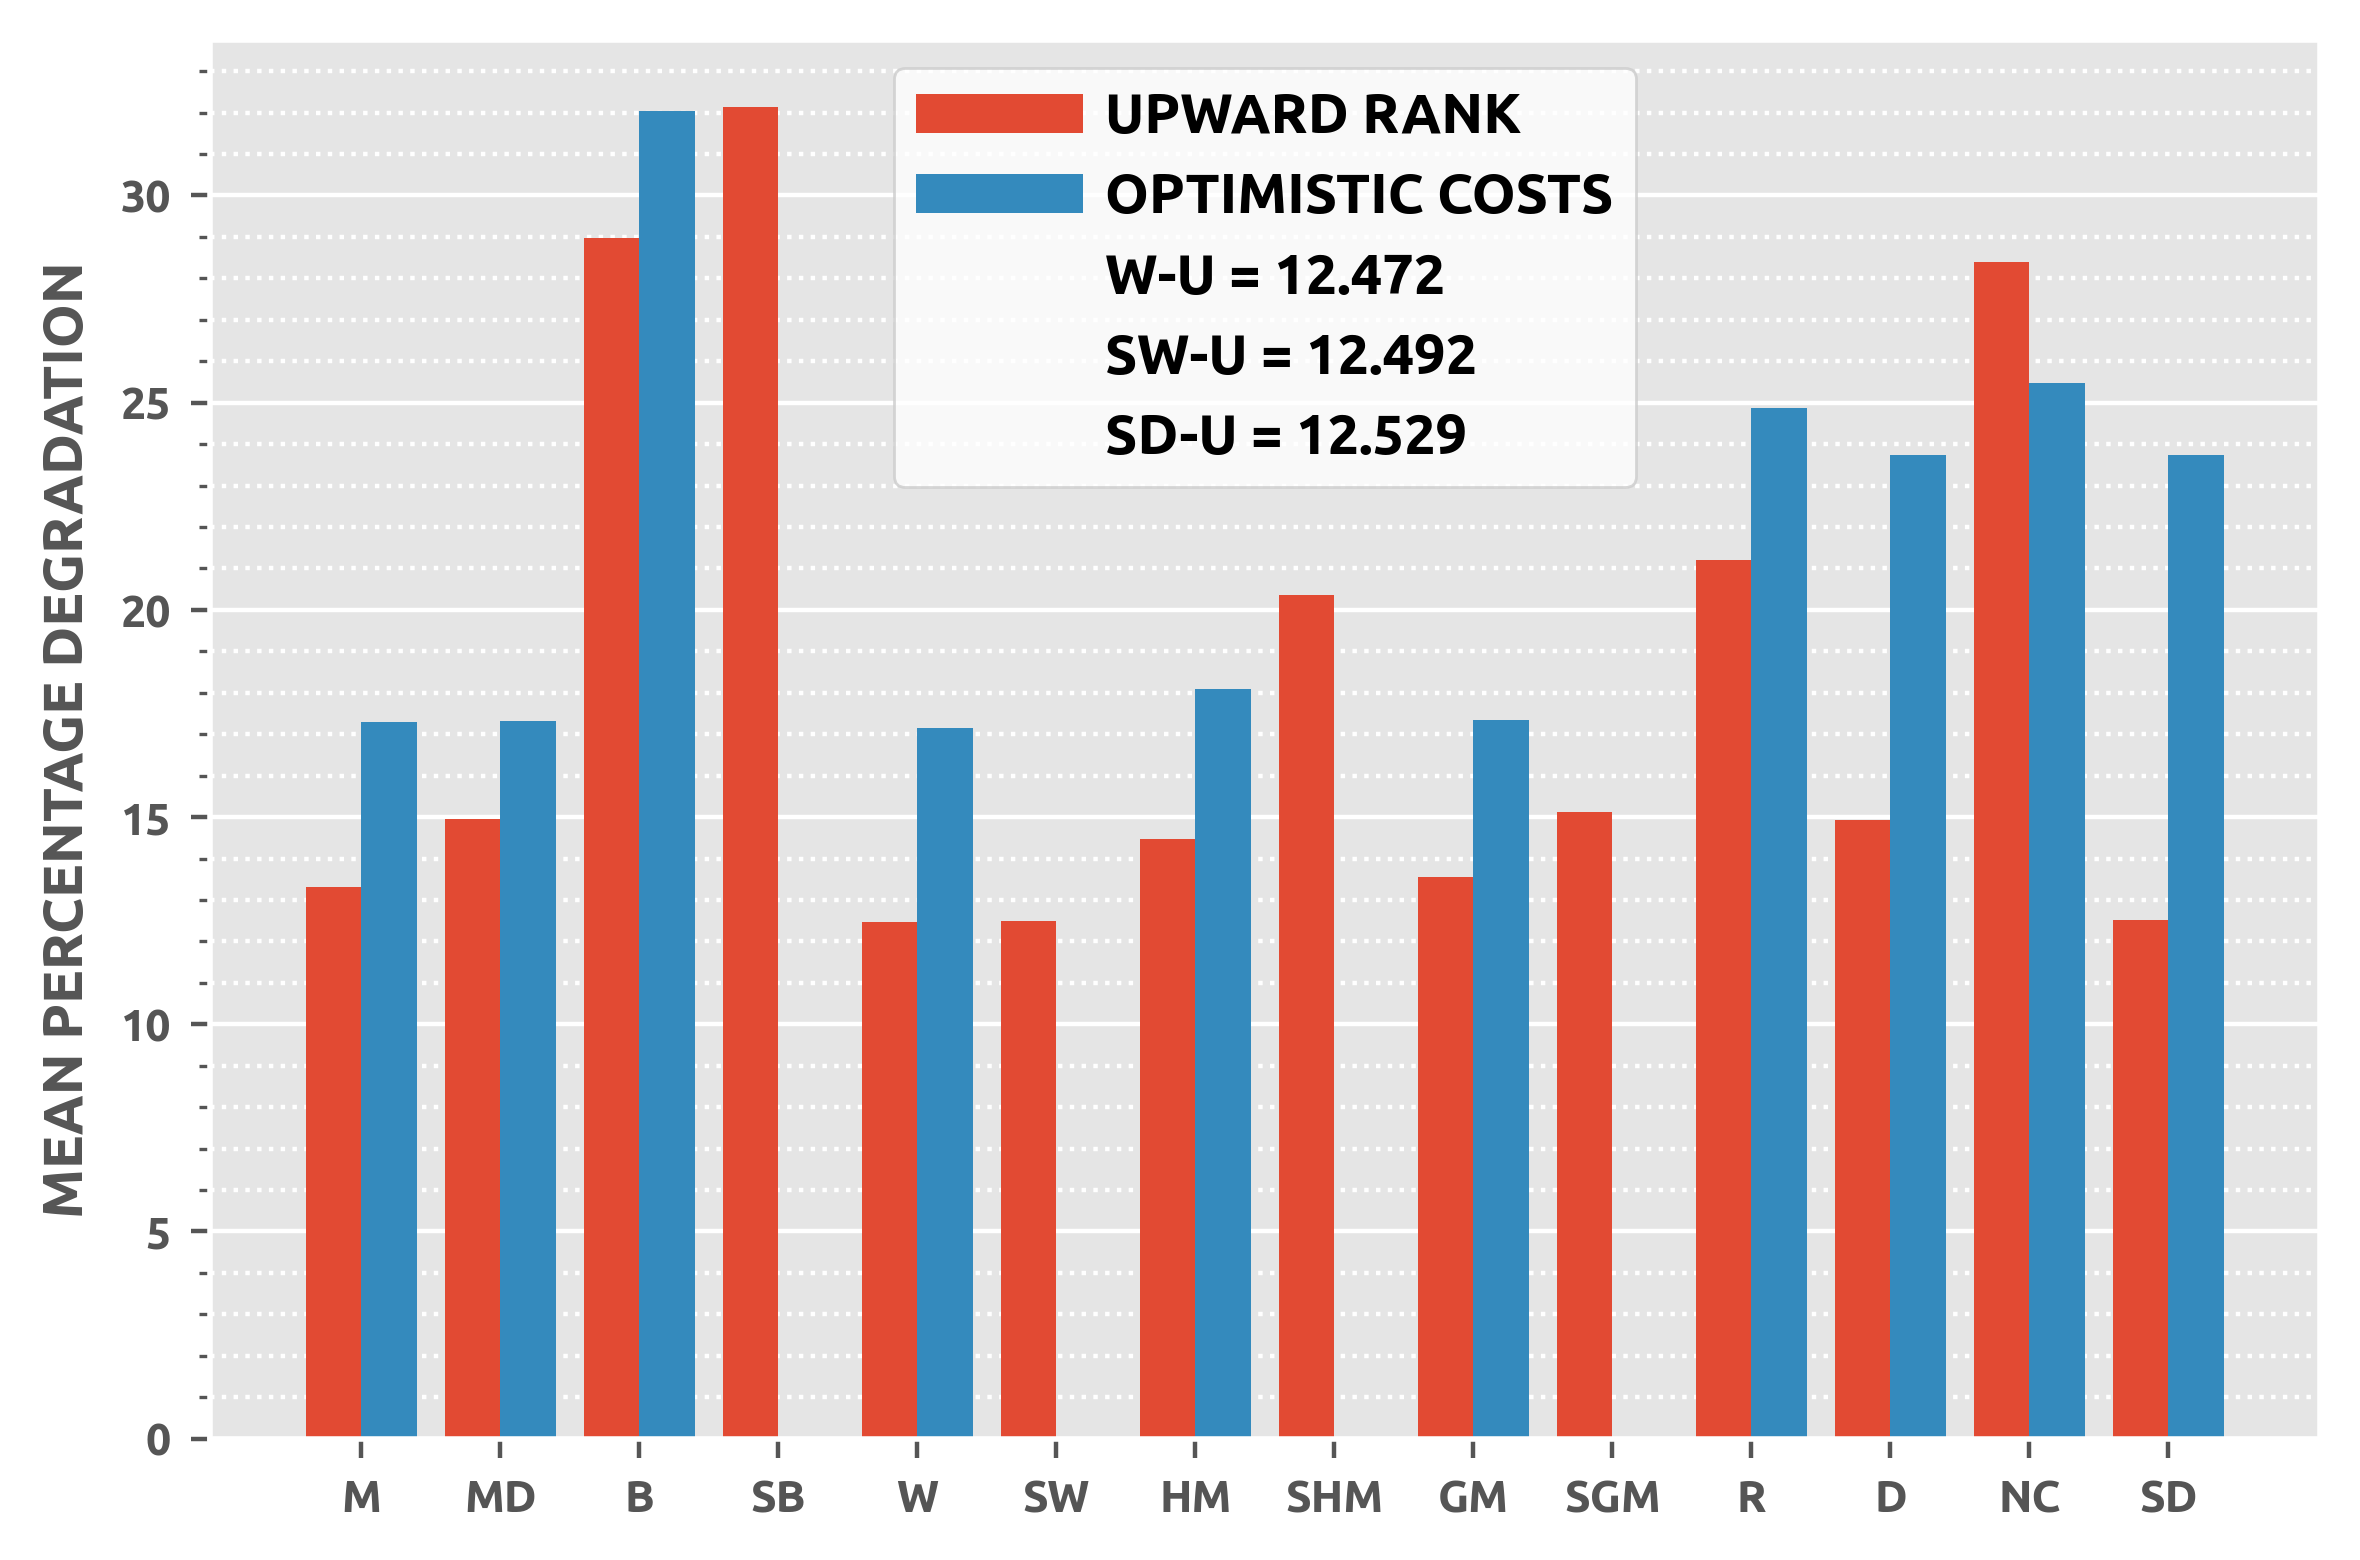 MEAN PERCENTAGE DEGRADATION
30
25
20
15
10
5
0
UPWARD RANK
OPTIMISTIC COSTS
W-U = 12.472
SW-U = 12.492
SD-U = 12.529
M MD B SB W SW HM SHM GM SGM R D NC SD